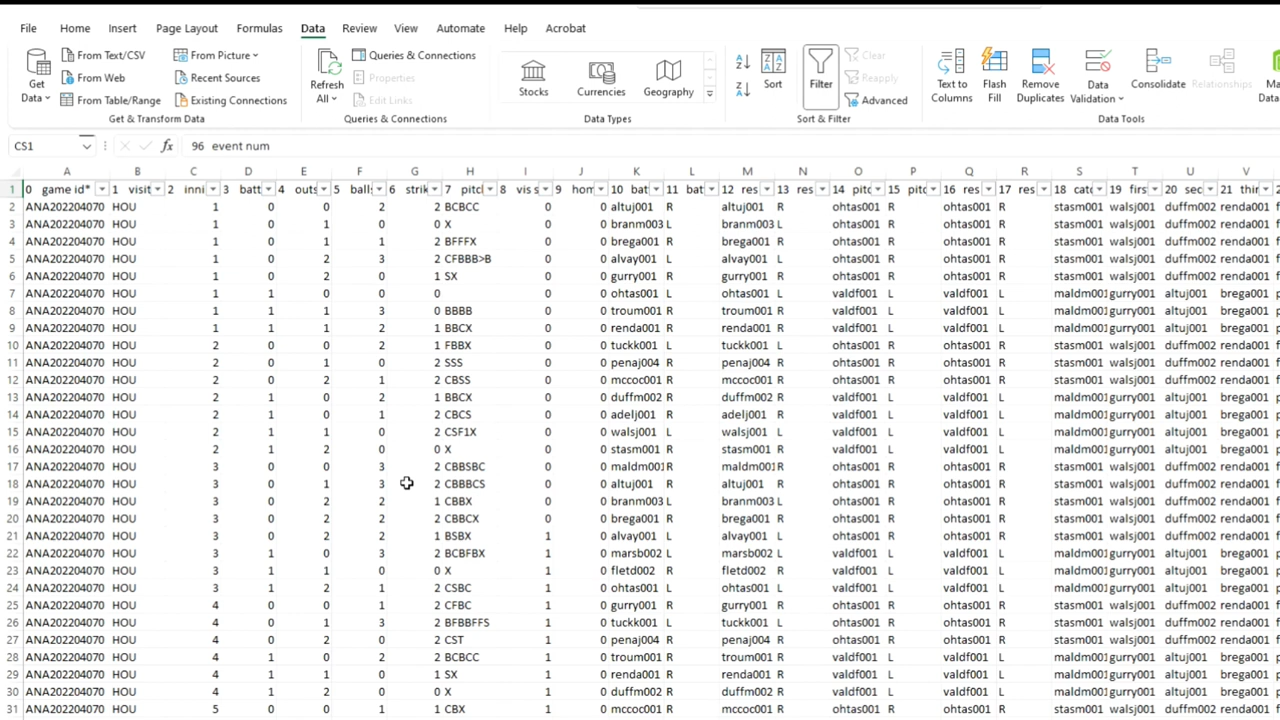 File Home Insert Page Layout Formulas Data Review View Automate Help Acrobat
From Text/CSV From Picture Queries & Connections
Get Data From Web Recent Sources Refresh All Properties Stocks Currencies Geography Sort Filter Clear Reapply Text to Columns Flash Fill Remove Duplicates Data Validation Consolidate Relationships
From Table/Range Existing Connections Edit Links Advanced
Get & Transform Data Queries & Connections Data Types Sort & Filter Data Tools
CS1 fx 96 event num
A B C D E F G H I J K L M N O P Q R S T U V
1 0 game id* 1 visit 2 inni 3 batt 4 outs 5 ball 6 strik 7 pitcl 8 vis s 9 hon 10 bat 11 bat 12 res 13 res 14 pitc 15 pitc 16 res 17 res 18 catc 19 firs 20 sec 21 thir
2 ANA202204070 HOU 1 0 0 2 2 BCBCC 0 0 altuj001 R altuj001 R ohtas001 R ohtas001 R stasm001 walsj001 duffm002 renda001
3 ANA202204070 HOU 1 0 1 0 0 X 0 0 branm003 L branm003 L ohtas001 R ohtas001 R stasm001 walsj001 duffm002 renda001
4 ANA202204070 HOU 1 0 1 1 2 BFFFX 0 0 brega001 R brega001 R ohtas001 R ohtas001 R stasm001 walsj001 duffm002 renda001
5 ANA202204070 HOU 1 0 2 3 2 CFBBB>B 0 0 alvay001 L alvay001 L ohtas001 R ohtas001 R stasm001 walsj001 duffm002 renda001
6 ANA202204070 HOU 1 0 2 0 1 SX 0 0 gurry001 R gurry001 R ohtas001 R ohtas001 R stasm001 walsj001 duffm002 renda001
7 ANA202204070 HOU 1 1 0 0 0 0 0 ohtas001 L ohtas001 L valdf001 L valdf001 L maldm001 gurry001 altuj001 brega001
8 ANA202204070 HOU 1 1 1 3 0 BBBB 0 0 troum001 R troum001 R valdf001 L valdf001 L maldm001 gurry001 altuj001 brega001
9 ANA202204070 HOU 1 1 1 2 1 BBCX 0 0 renda001 R renda001 R valdf001 L valdf001 L maldm001 gurry001 altuj001 brega001
10 ANA202204070 HOU 2 0 0 2 1 FBBX 0 0 tuckk001 L tuckk001 L ohtas001 R ohtas001 R stasm001 walsj001 duffm002 renda001
11 ANA202204070 HOU 2 0 1 0 2 SSS 0 0 penaj004 R penaj004 R ohtas001 R ohtas001 R stasm001 walsj001 duffm002 renda001
12 ANA202204070 HOU 2 0 2 1 2 CBSS 0 0 mccoc001 R mccoc001 R ohtas001 R ohtas001 R stasm001 walsj001 duffm002 renda001
13 ANA202204070 HOU 2 1 0 2 1 BBCX 0 0 duffm002 R duffm002 R valdf001 L valdf001 L maldm001 gurry001 altuj001 brega001
14 ANA202204070 HOU 2 1 0 1 2 CBCS 0 0 adelj001 R adelj001 R valdf001 L valdf001 L maldm001 gurry001 altuj001 brega001
15 ANA202204070 HOU 2 1 1 0 2 CSF1X 0 0 walsj001 L walsj001 L valdf001 L valdf001 L maldm001 gurry001 altuj001 brega001
16 ANA202204070 HOU 2 1 2 0 0 X 0 0 stasm001 R stasm001 R valdf001 L valdf001 L maldm001 gurry001 altuj001 brega001
17 ANA202204070 HOU 3 0 0 3 2 CBBSBC 0 0 maldm001 R maldm001 R ohtas001 R ohtas001 R stasm001 walsj001 duffm002 renda001
18 ANA202204070 HOU 3 0 1 3 2 CBBBCS 0 0 altuj001 R altuj001 R ohtas001 R ohtas001 R stasm001 walsj001 duffm002 renda001
19 ANA202204070 HOU 3 0 2 2 1 CBBX 0 0 branm003 L branm003 L ohtas001 R ohtas001 R stasm001 walsj001 duffm002 renda001
20 ANA202204070 HOU 3 0 2 2 2 CBBCX 0 0 brega001 R brega001 R ohtas001 R ohtas001 R stasm001 walsj001 duffm002 renda001
21 ANA202204070 HOU 3 0 2 2 1 BSBX 1 0 alvay001 L alvay001 L ohtas001 R ohtas001 R stasm001 walsj001 duffm002 renda001
22 ANA202204070 HOU 3 1 0 3 2 BCBFBX 1 0 marsb002 L marsb002 L valdf001 L valdf001 L maldm001 gurry001 altuj001 brega001
23 ANA202204070 HOU 3 1 1 0 0 X 1 0 fletd002 R fletd002 R valdf001 L valdf001 L maldm001 gurry001 altuj001 brega001
24 ANA202204070 HOU 3 1 2 1 2 CSBC 1 0 ohtas001 L ohtas001 L valdf001 L valdf001 L maldm001 gurry001 altuj001 brega001
25 ANA202204070 HOU 4 0 0 1 2 CFBC 1 0 gurry001 R gurry001 R ohtas001 R ohtas001 R stasm001 walsj001 duffm002 renda001
26 ANA202204070 HOU 4 0 1 3 2 BFBBFFS 1 0 tuckk001 L tuckk001 L ohtas001 R ohtas001 R stasm001 walsj001 duffm002 renda001
27 ANA202204070 HOU 4 0 2 0 2 CST 1 0 penaj004 R penaj004 R ohtas001 R ohtas001 R stasm001 walsj001 duffm002 renda001
28 ANA202204070 HOU 4 1 0 2 2 BCBCC 1 0 troum001 R troum001 R valdf001 L valdf001 L maldm001 gurry001 altuj001 brega001
29 ANA202204070 HOU 4 1 1 0 1 SX 1 0 renda001 R renda001 R valdf001 L valdf001 L maldm001 gurry001 altuj001 brega001
30 ANA202204070 HOU 4 1 2 0 0 X 1 0 duffm002 R duffm002 R valdf001 L valdf001 L maldm001 gurry001 altuj001 brega001
31 ANA202204070 HOU 5 0 0 1 1 CBX 1 0 mccoc001 R mccoc001 R ohtas001 R ohtas001 R stasm001 walsj001 duffm002 renda001